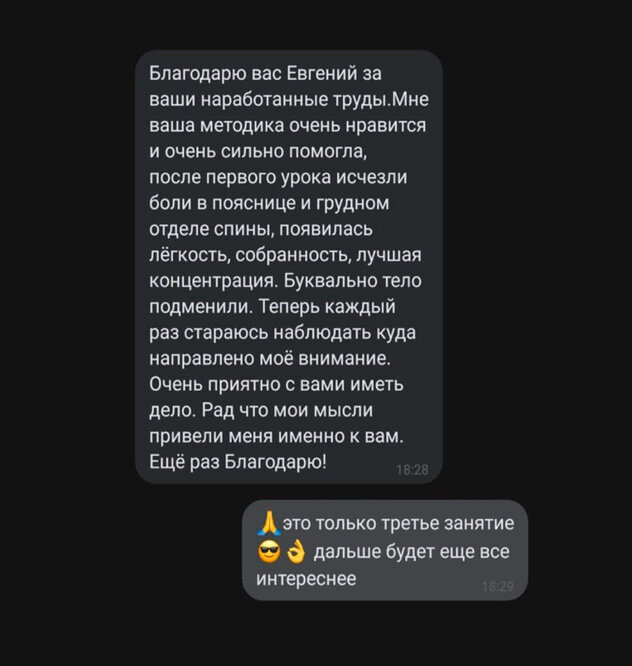 Благодарю вас Евгений за
ваши наработанные труды.Мне
ваша методика очень нравится
и очень сильно помогла,
после первого урока исчезли
боли в пояснице и грудном
отделе спины, появилась
лёгкость, собранность, лучшая
концентрация. Буквально тело
подменили. Теперь каждый
раз стараюсь наблюдать куда
направлено моё внимание.
Очень приятно с вами иметь
дело. Рад что мои мысли
привели меня именно к вам.
Ещё раз Благодарю!
18:28
🙏это только третье занятие
😎👌 дальше будет еще все
интереснее
18:29